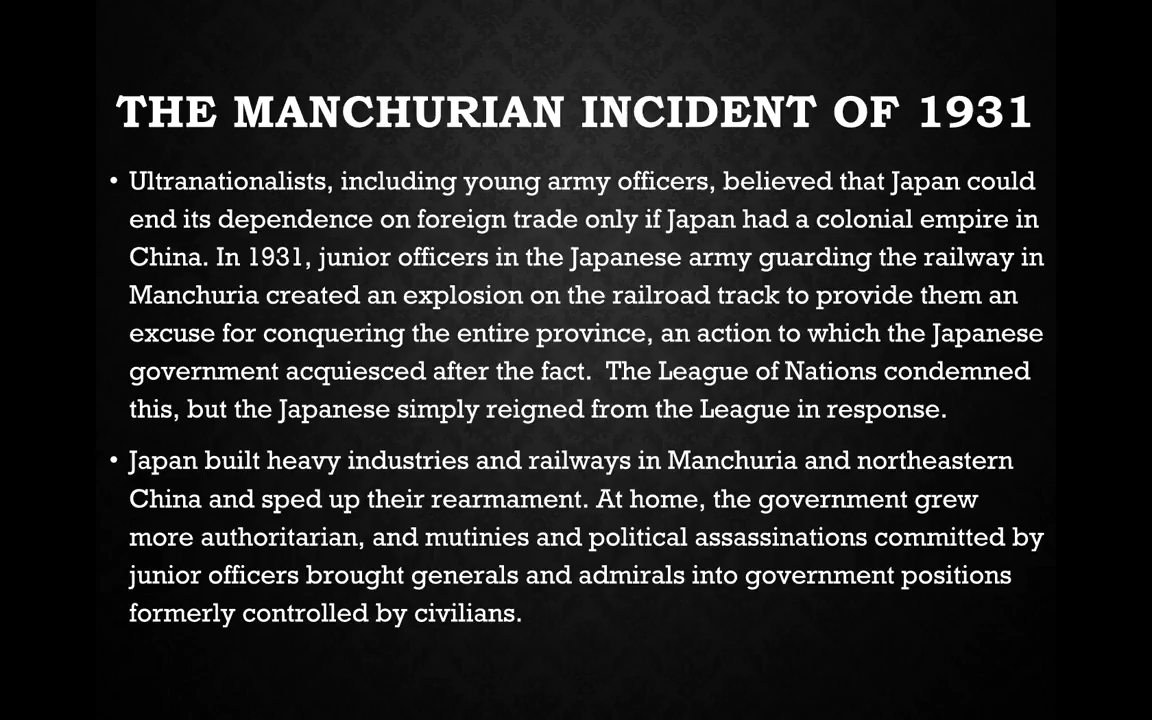 THE MANCHURIAN INCIDENT OF 1931
• Ultranationalists, including young army officers, believed that Japan could
end its dependence on foreign trade only if Japan had a colonial empire in
China. In 1931, junior officers in the Japanese army guarding the railway in
Manchuria created an explosion on the railroad track to provide them an
excuse for conquering the entire province, an action to which the Japanese
government acquiesced after the fact.  The League of Nations condemned
this, but the Japanese simply reigned from the League in response.
• Japan built heavy industries and railways in Manchuria and northeastern
China and sped up their rearmament. At home, the government grew
more authoritarian, and mutinies and political assassinations committed by
junior officers brought generals and admirals into government positions
formerly controlled by civilians.